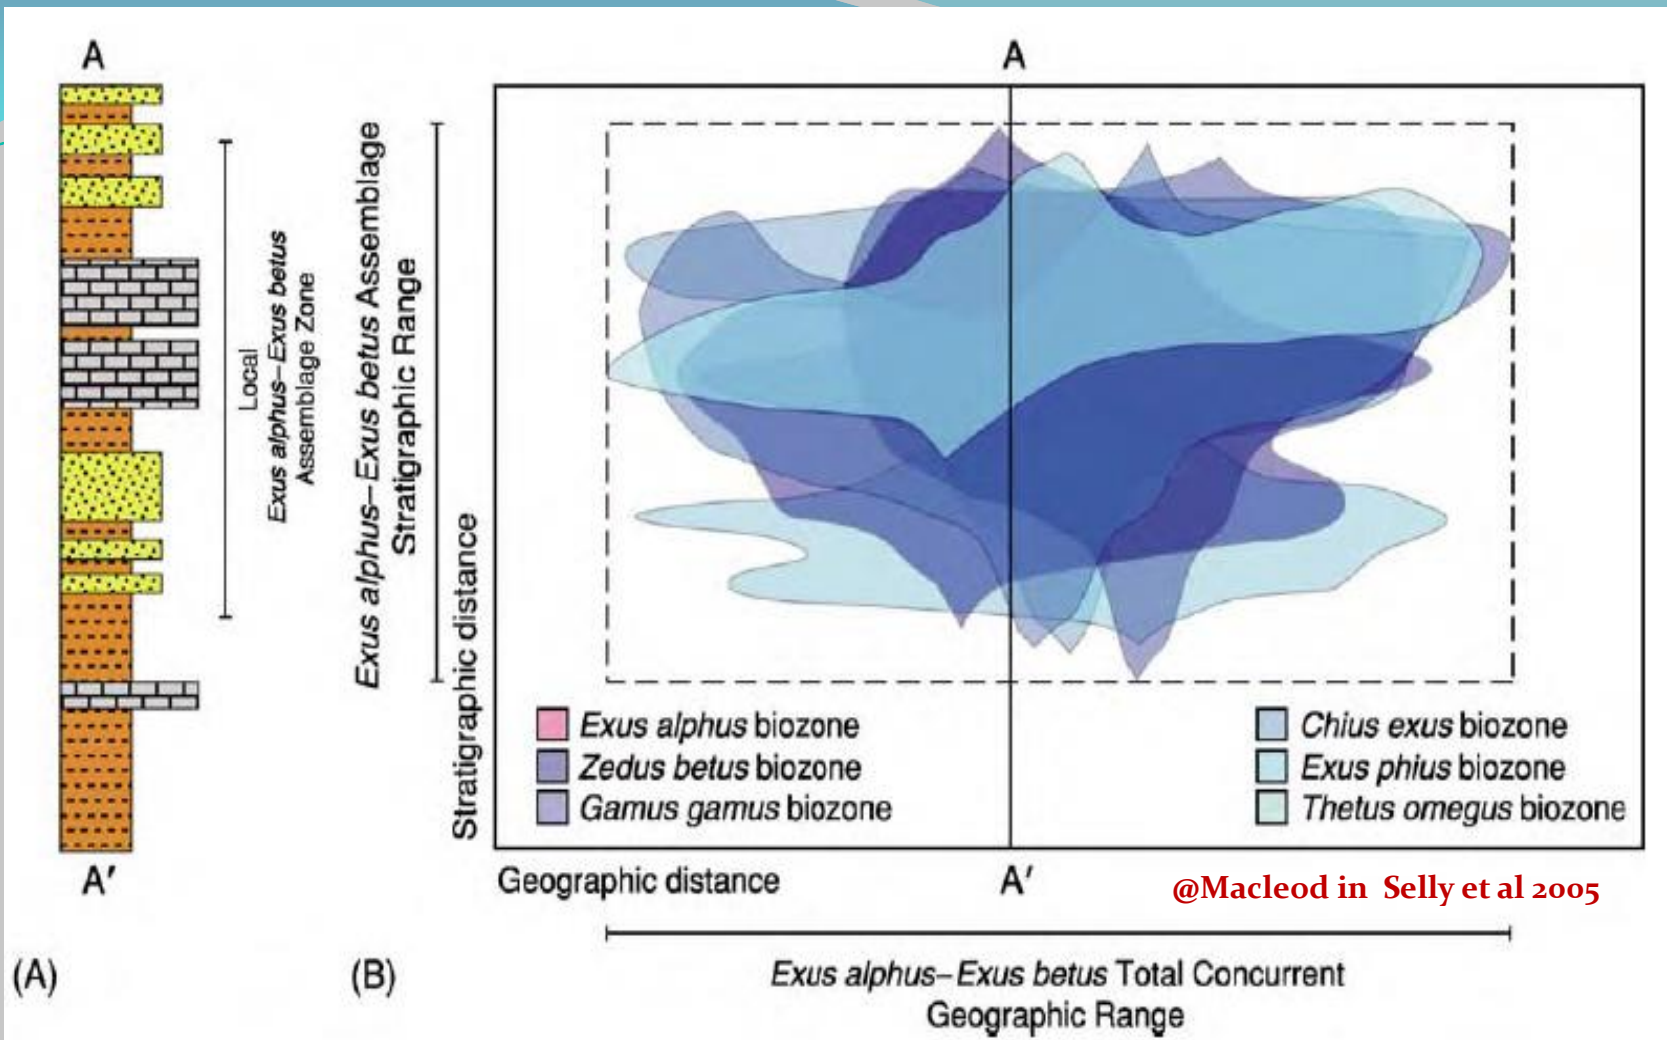 A
A
Local
Exus alphus–Exus betus
Assemblage Zone
Exus alphus–Exus betus Assemblage
Stratigraphic Range
Stratigraphic distance
Exus alphus biozone
Zedus betus biozone
Gamus gamus biozone
Chius exus biozone
Exus phius biozone
Thetus omegus biozone
A′
Geographic distance
A′
@Macleod in Selly et al 2005
(A)
(B)
Exus alphus–Exus betus Total Concurrent
Geographic Range